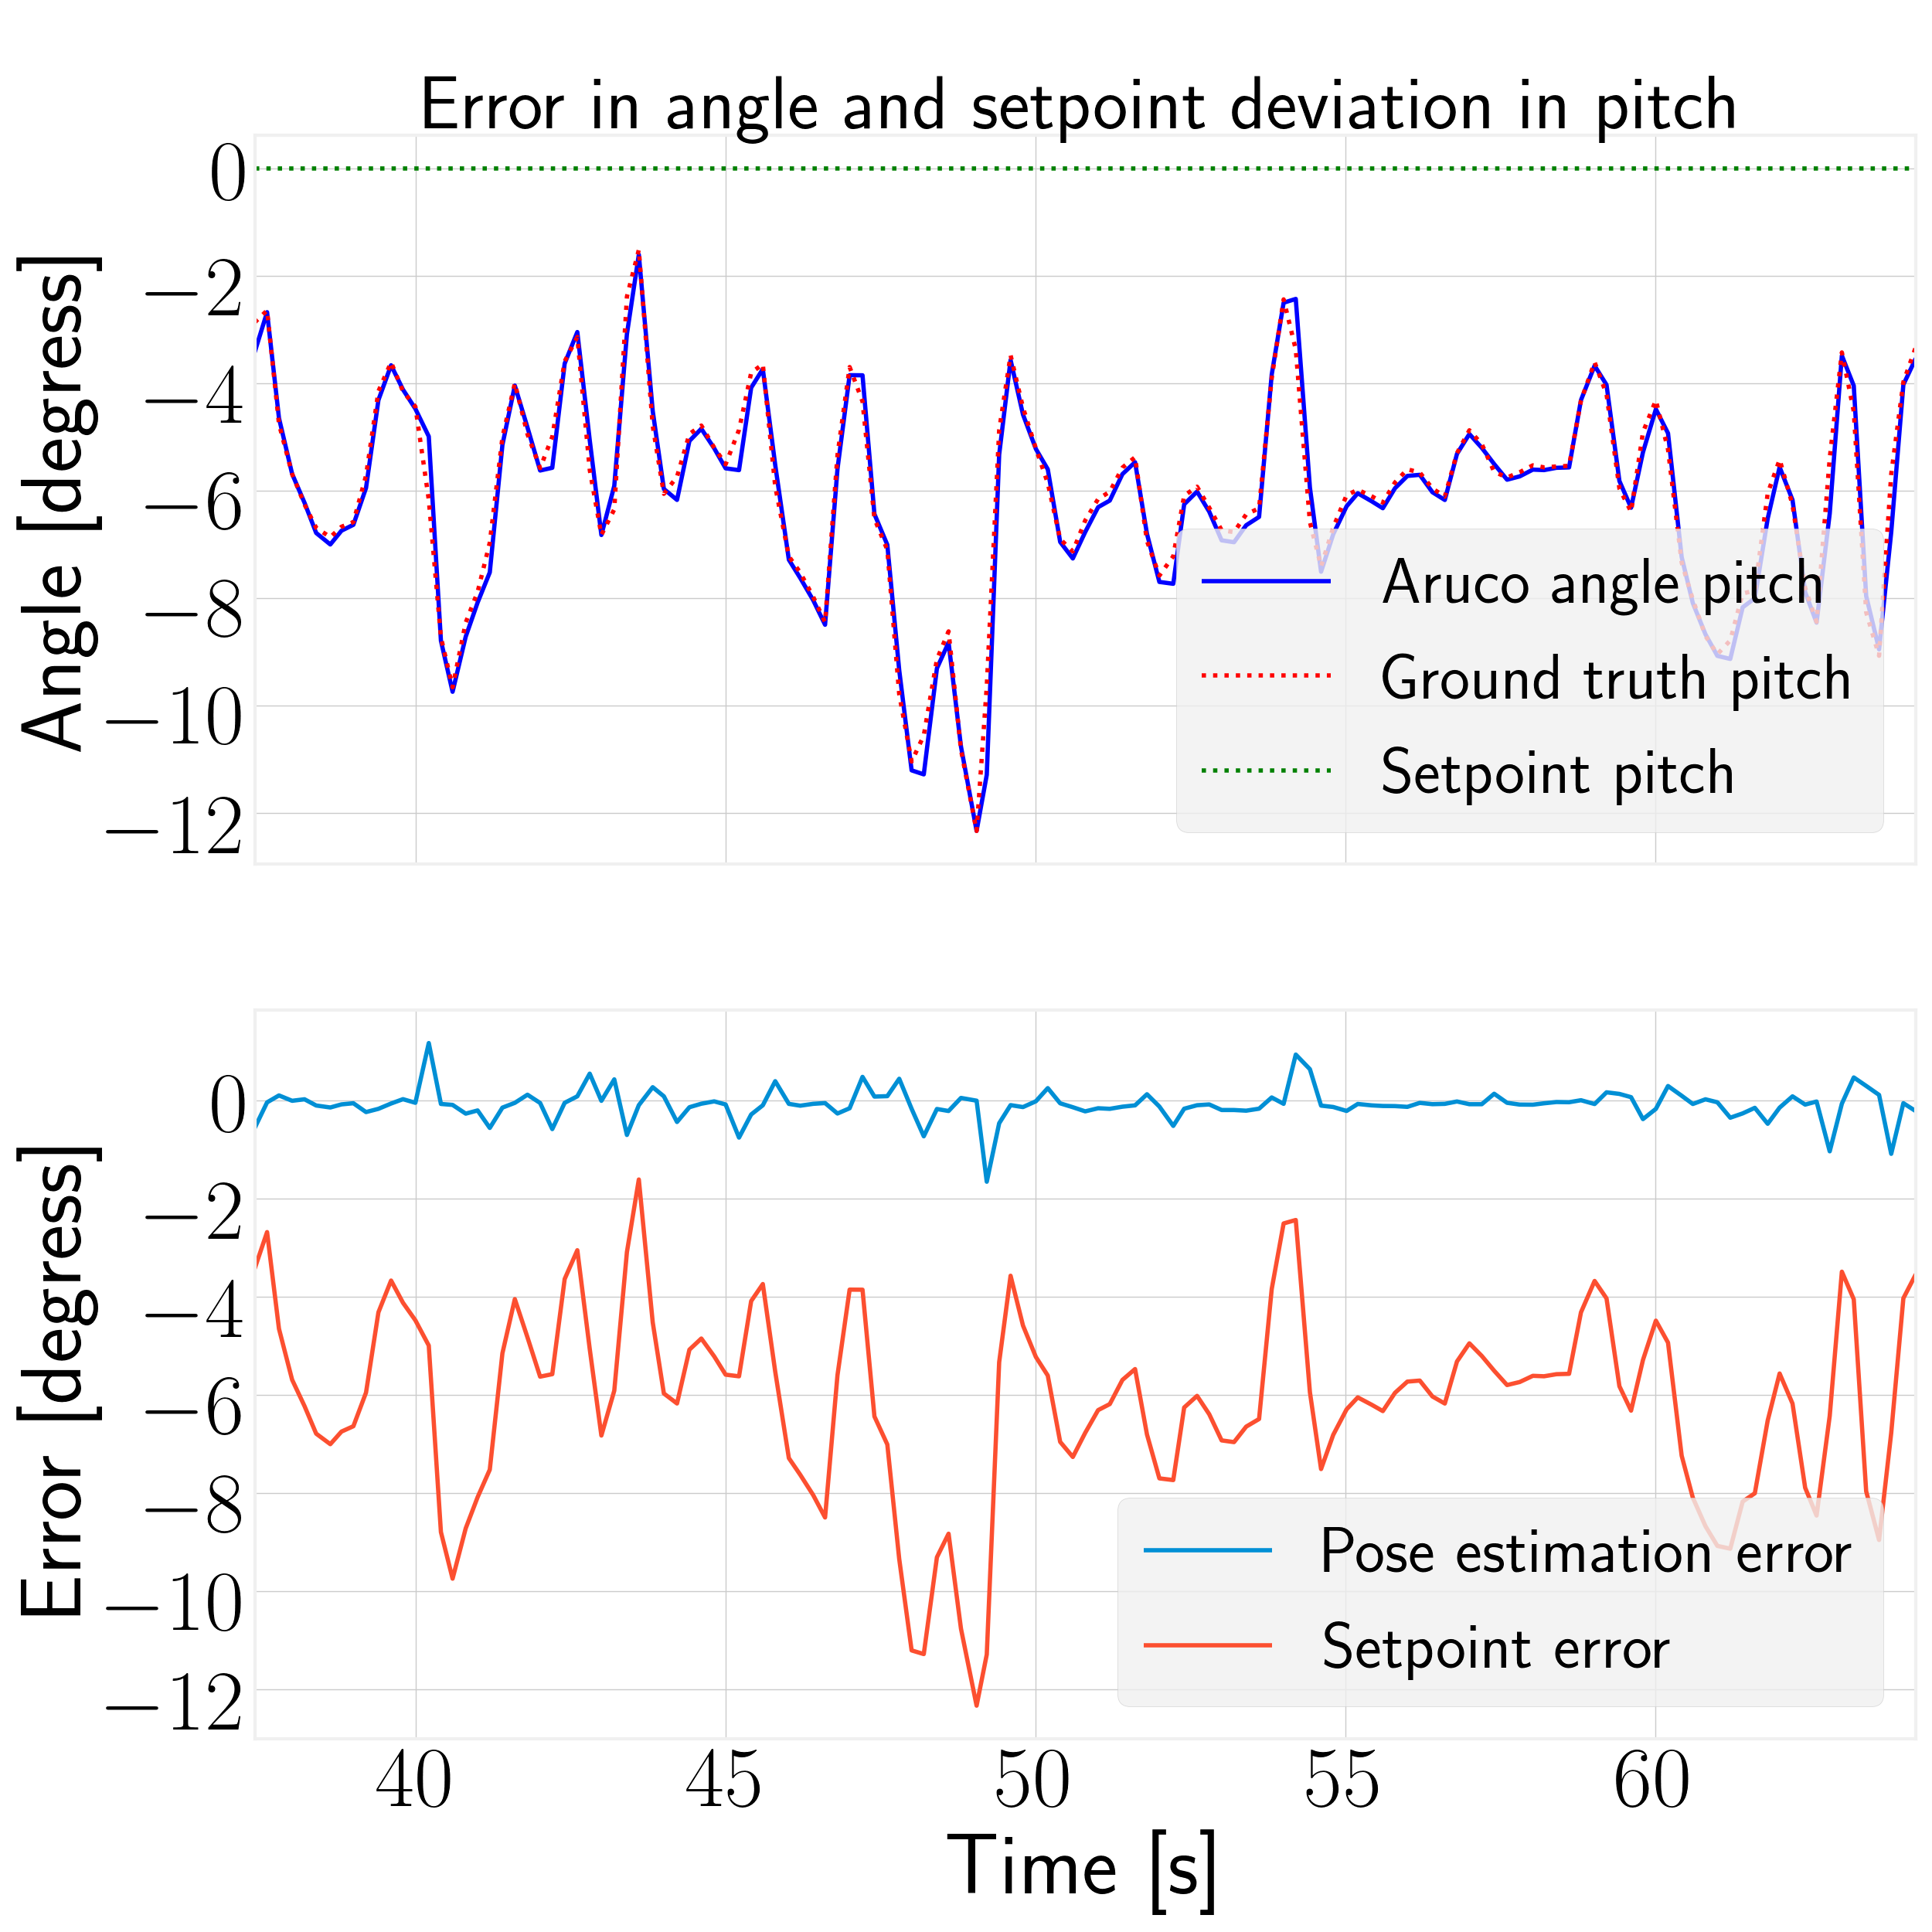 Error in angle and setpoint deviation in pitch
Angle [degress]
0
−2
−4
−6
−8
−10
−12
Aruco angle pitch
Ground truth pitch
Setpoint pitch
Error [degress]
0
−2
−4
−6
−8
−10
−12
Pose estimation error
Setpoint error
40 45 50 55 60
Time [s]